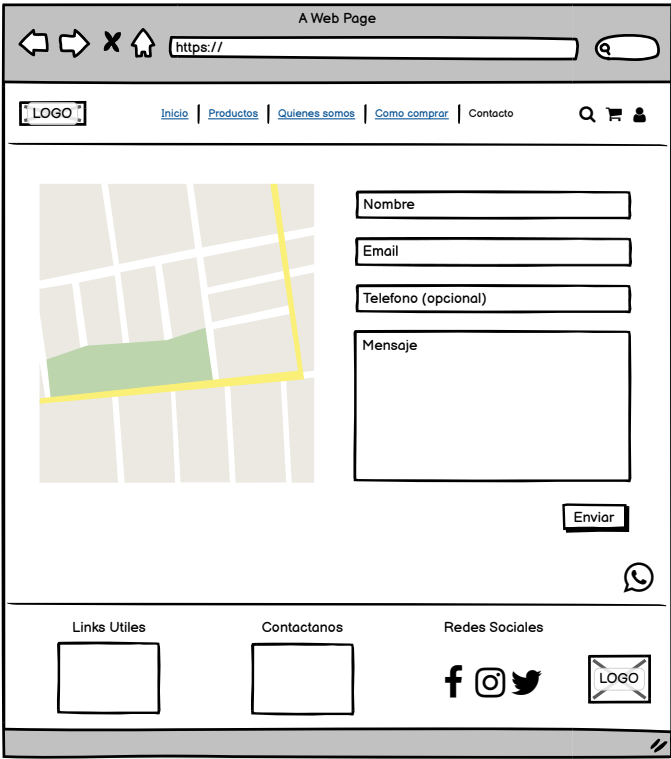 A Web Page
https://
LOGO
Inicio Productos Quienes somos Como comprar Contacto
Nombre
Email
Telefono (opcional)
Mensaje
Enviar
Links Utiles Contactanos Redes Sociales
LOGO